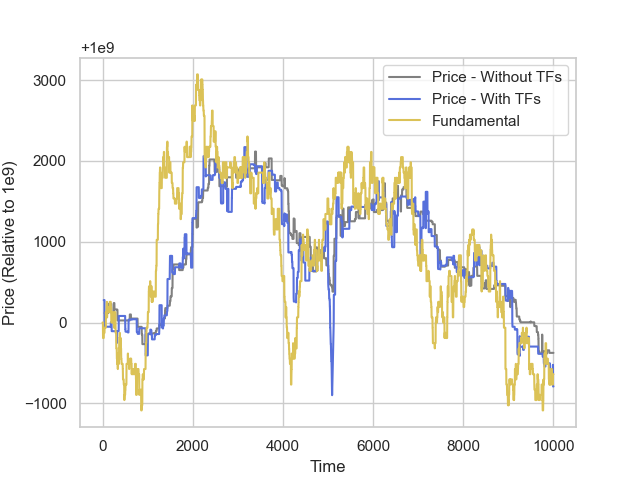 +1e9
3000
2000
1000
0
−1000
Price (Relative to 1e9)
Price - Without TFs
Price - With TFs
Fundamental
0
2000
4000
6000
8000
10000
Time